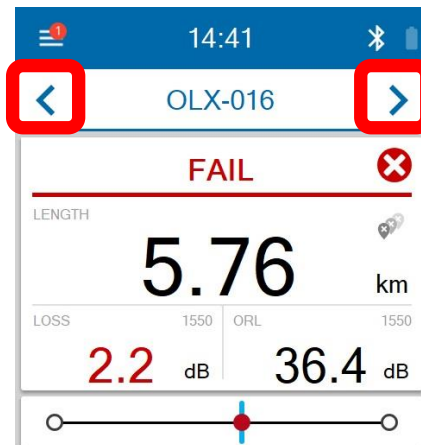 1
14:41
OLX-016
FAIL
LENGTH
5.76 km
LOSS 1550 ORL 1550
2.2 dB 36.4 dB